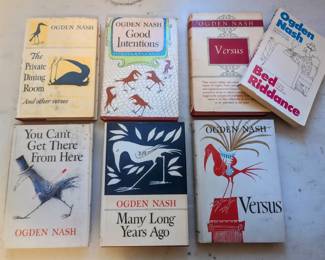 OGDEN NASH
The
Private
Dining
Room
And other verses
OGDEN NASH
Good
Intentions
OGDEN NASH
Versus
Ogden
Nash
Bed
Riddance
You Can't
Get There
From Here
OGDEN NASH
OGDEN NASH
Many Long
Years Ago
OGDEN NASH
Versus